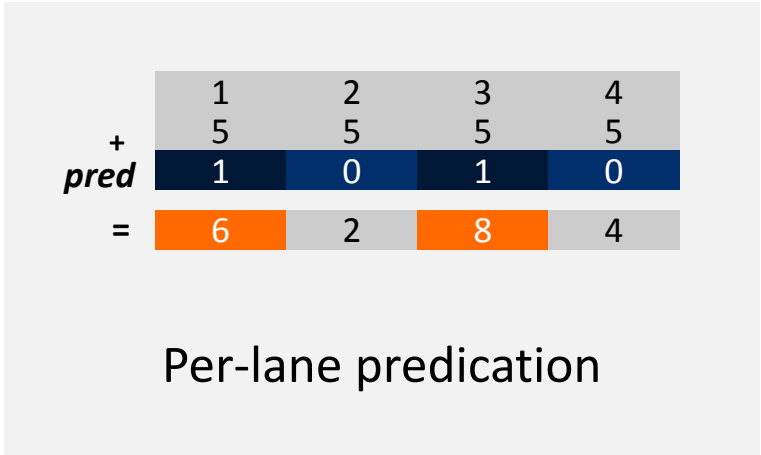 1 2 3 4
+ 5 5 5 5
pred 1 0 1 0
= 6 2 8 4
Per-lane predication